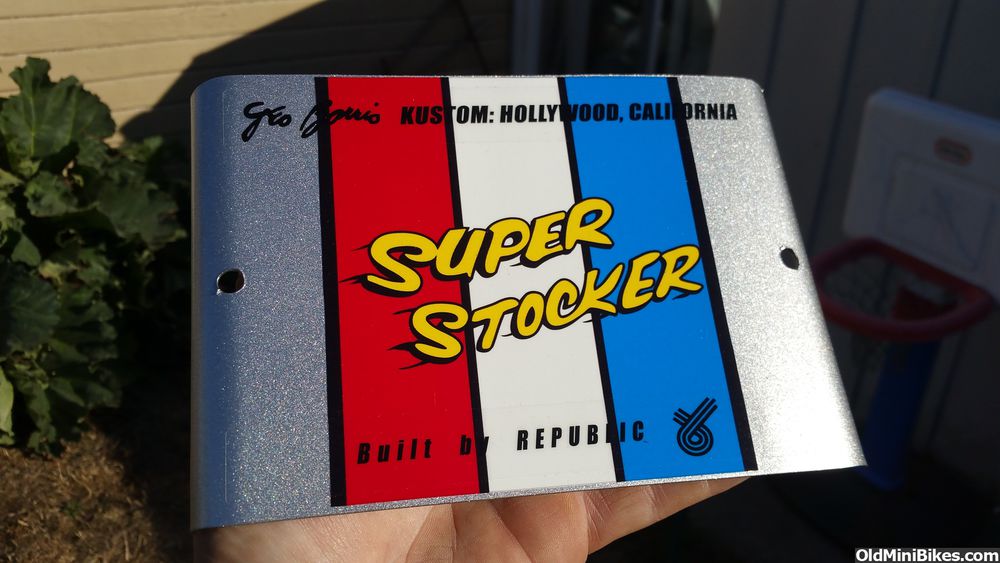 Geo Barris KUSTOM: HOLLYWOOD, CALIFORNIA
SUPER
STOCKER
Built by REPUBLIC
OldMiniBikes.com